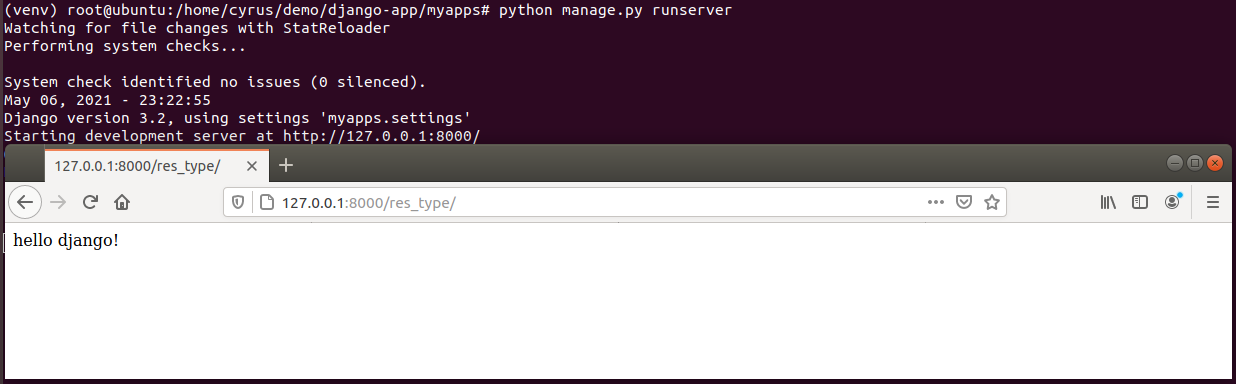 (venv) root@ubuntu:/home/cyrus/demo/django-app/myapps# python manage.py runserver
Watching for file changes with StatReloader
Performing system checks...
System check identified no issues (0 silenced).
May 06, 2021 - 23:22:55
Django version 3.2, using settings 'myapps.settings'
Starting development server at http://127.0.0.1:8000/
127.0.0.1:8000/res_type/
127.0.0.1:8000/res_type/
hello django!